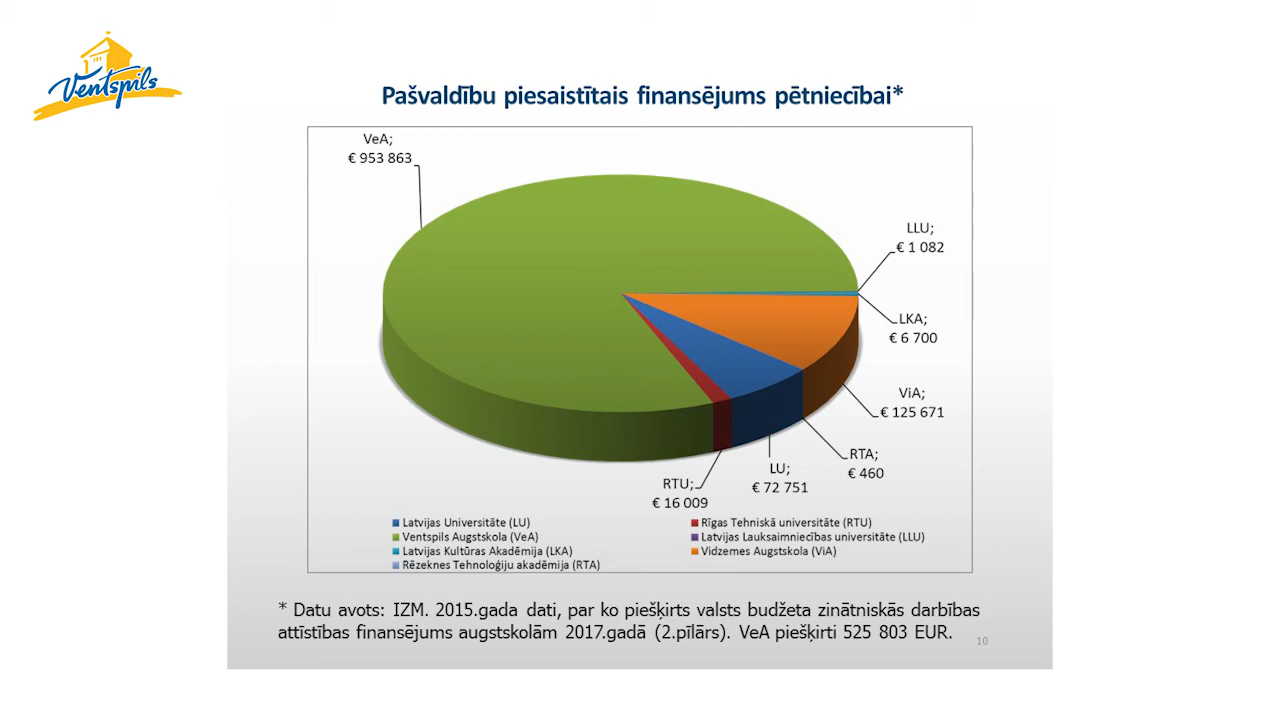 Ventspils
Pašvaldību piesaistītais finansējums pētniecībai*
VeA;
€ 953 863
LLU;
€ 1 082
LKA;
€ 6 700
ViA;
€ 125 671
RTA;
€ 460
LU;
€ 72 751
RTU;
€ 16 009
Latvijas Universitāte (LU)
Rīgas Tehniskā universitāte (RTU)
Ventspils Augstskola (VeA)
Latvijas Lauksaimniecības universitāte (LLU)
Latvijas Kultūras Akadēmija (LKA)
Vidzemes Augstskola (ViA)
Rēzeknes Tehnoloģiju akadēmija (RTA)
* Datu avots: IZM. 2015.gada dati, par ko piešķirts valsts budžeta zinātniskās darbības
attīstības finansējums augstskolām 2017.gadā (2.pīlārs). VeA piešķirti 525 803 EUR.
10